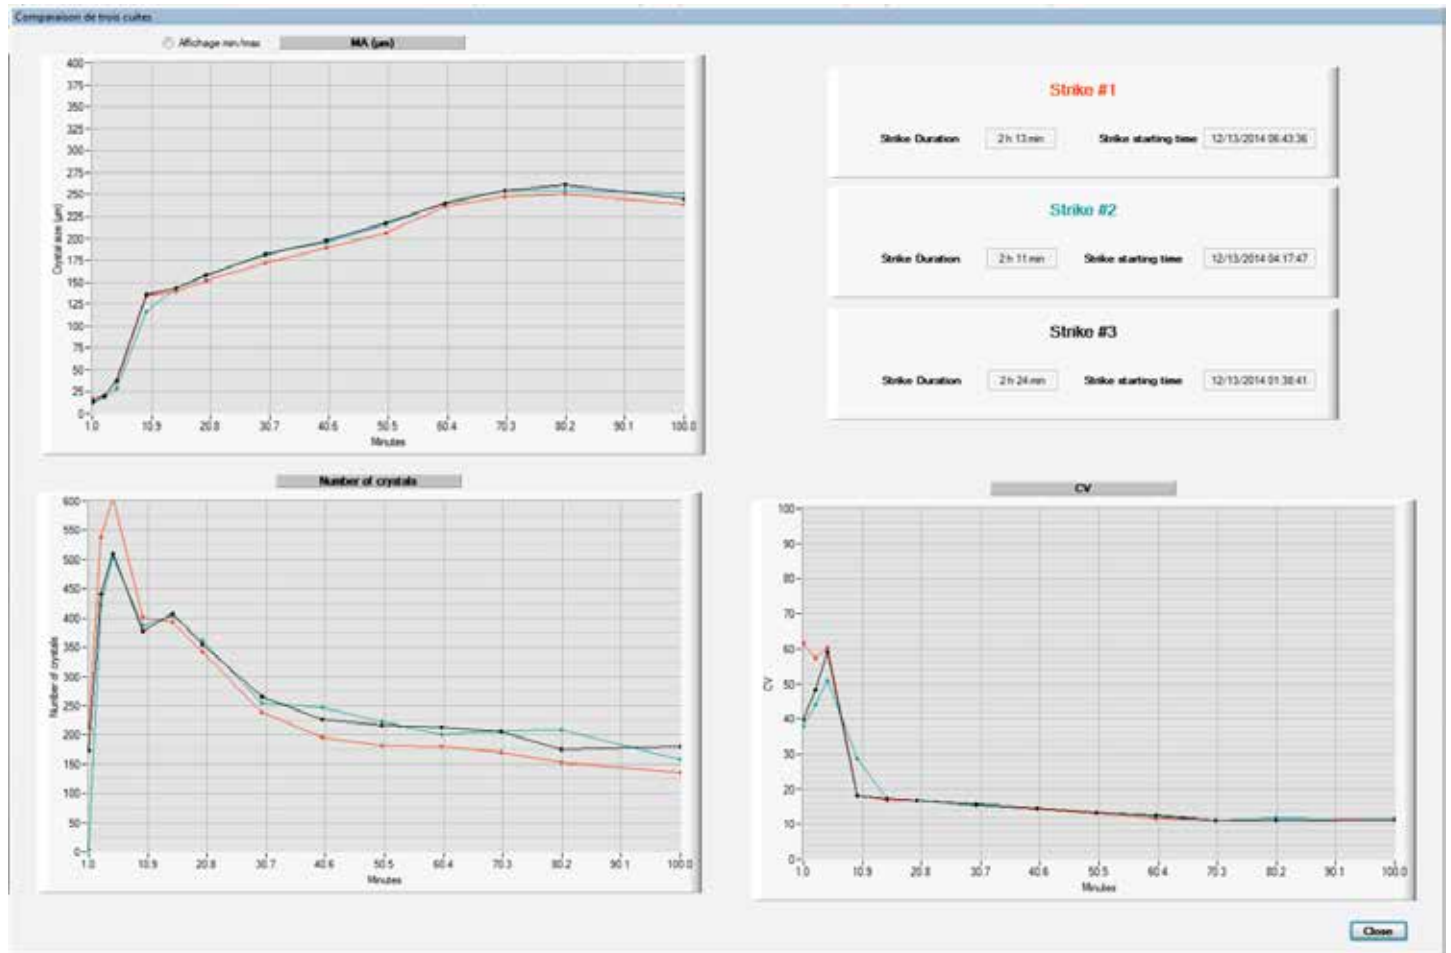 Comparaison de trois cuites
Affichage min/max
MA (µm)
400
375
350
325
300
275
250
225
200
175
150
125
100
75
50
25
0
Crystal size (µm)
1.0 10.9 20.8 30.7 40.6 50.5 60.4 70.3 80.2 90.1 100.0
Minutes
Strike #1
Strike Duration 2 h 13 min Strike starting time 12/13/2014 06:43:36
Strike #2
Strike Duration 2 h 11 min Strike starting time 12/13/2014 04:17:47
Strike #3
Strike Duration 2 h 24 min Strike starting time 12/13/2014 01:38:41
Number of crystals
600
550
500
450
400
350
300
250
200
150
100
50
0
Number of crystals
1.0 10.9 20.8 30.7 40.6 50.5 60.4 70.3 80.2 90.1 100.0
Minutes
CV
100
90
80
70
60
50
40
30
20
10
0
CV
1.0 10.9 20.8 30.7 40.6 50.5 60.4 70.3 80.2 90.1 100.0
Minutes
Close